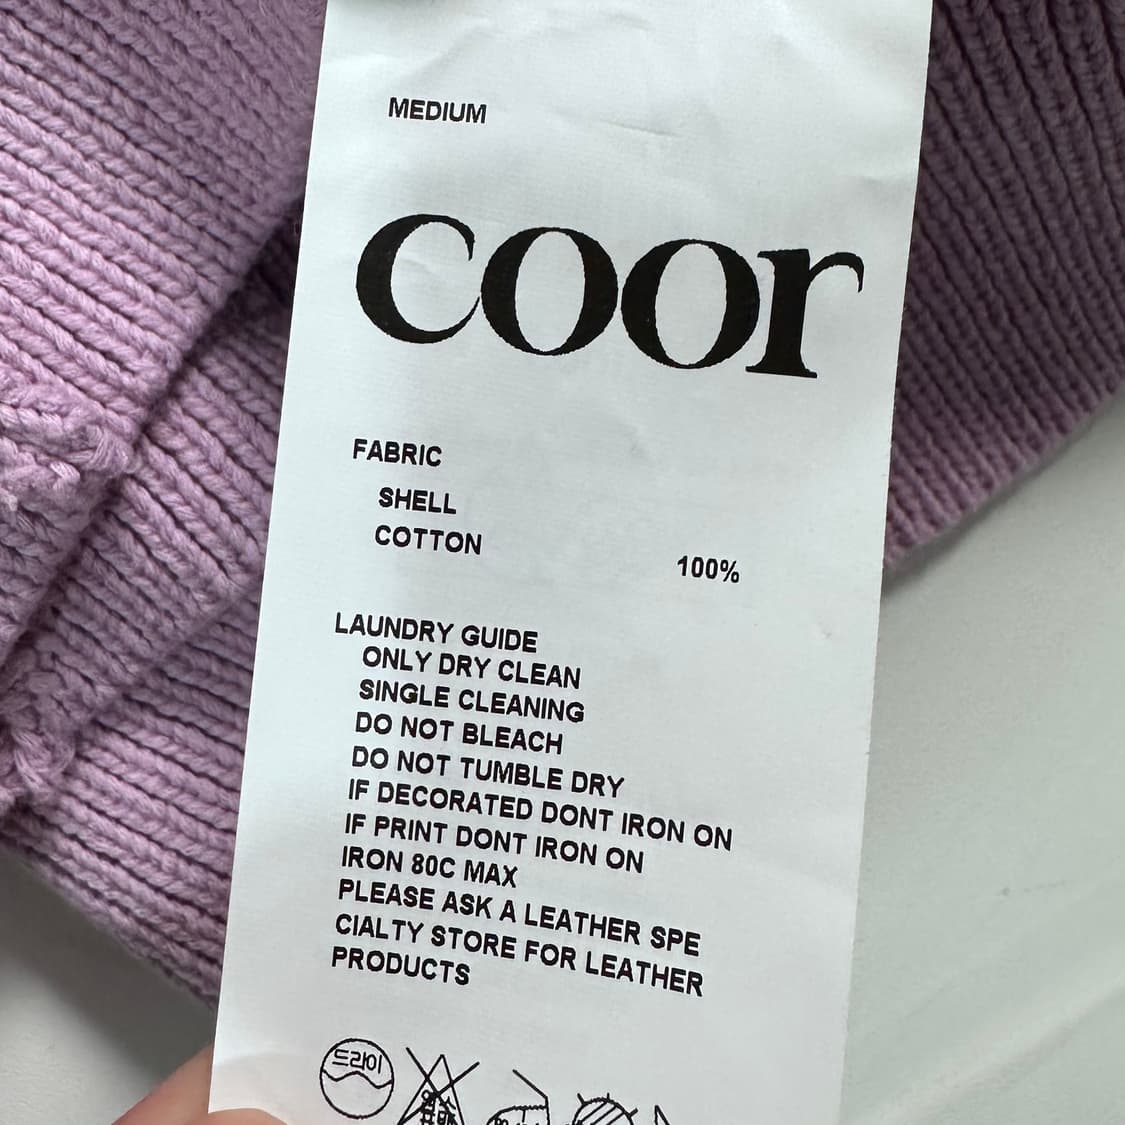 MEDIUM
coor
FABRIC
SHELL
COTTON 100%
LAUNDRY GUIDE
ONLY DRY CLEAN
SINGLE CLEANING
DO NOT BLEACH
DO NOT TUMBLE DRY
IF DECORATED DONT IRON ON
IF PRINT DONT IRON ON
IRON 80C MAX
PLEASE ASK A LEATHER SPE
CIALTY STORE FOR LEATHER
PRODUCTS
드라이